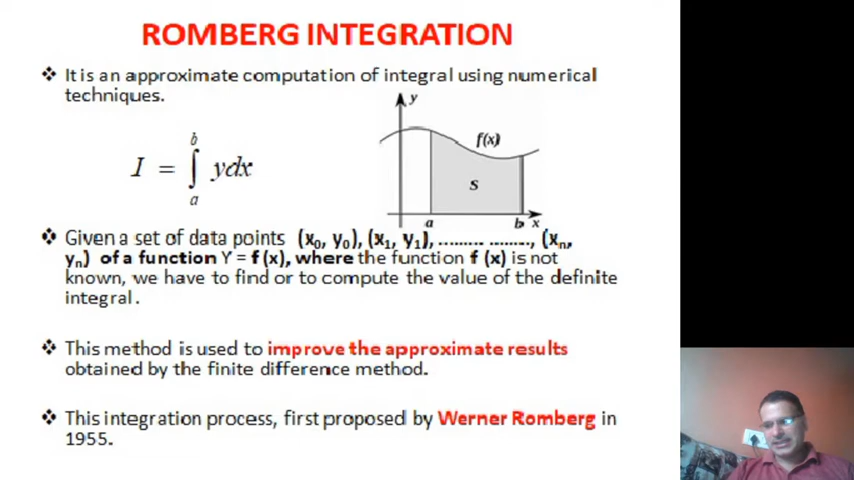 ROMBERG INTEGRATION
❖ It is an approximate computation of integral using numerical
techniques.
y
f(x)
S
a b x
b
I = ∫ ydx
a
❖ Given a set of data points (x₀, y₀), (x₁, y₁), ......... ........., (xₙ,
yₙ) of a function Y = f (x), where the function f (x) is not
known, we have to find or to compute the value of the definite
integral.
❖ This method is used to improve the approximate results
obtained by the finite difference method.
❖ This integration process, first proposed by Werner Romberg in
1955.